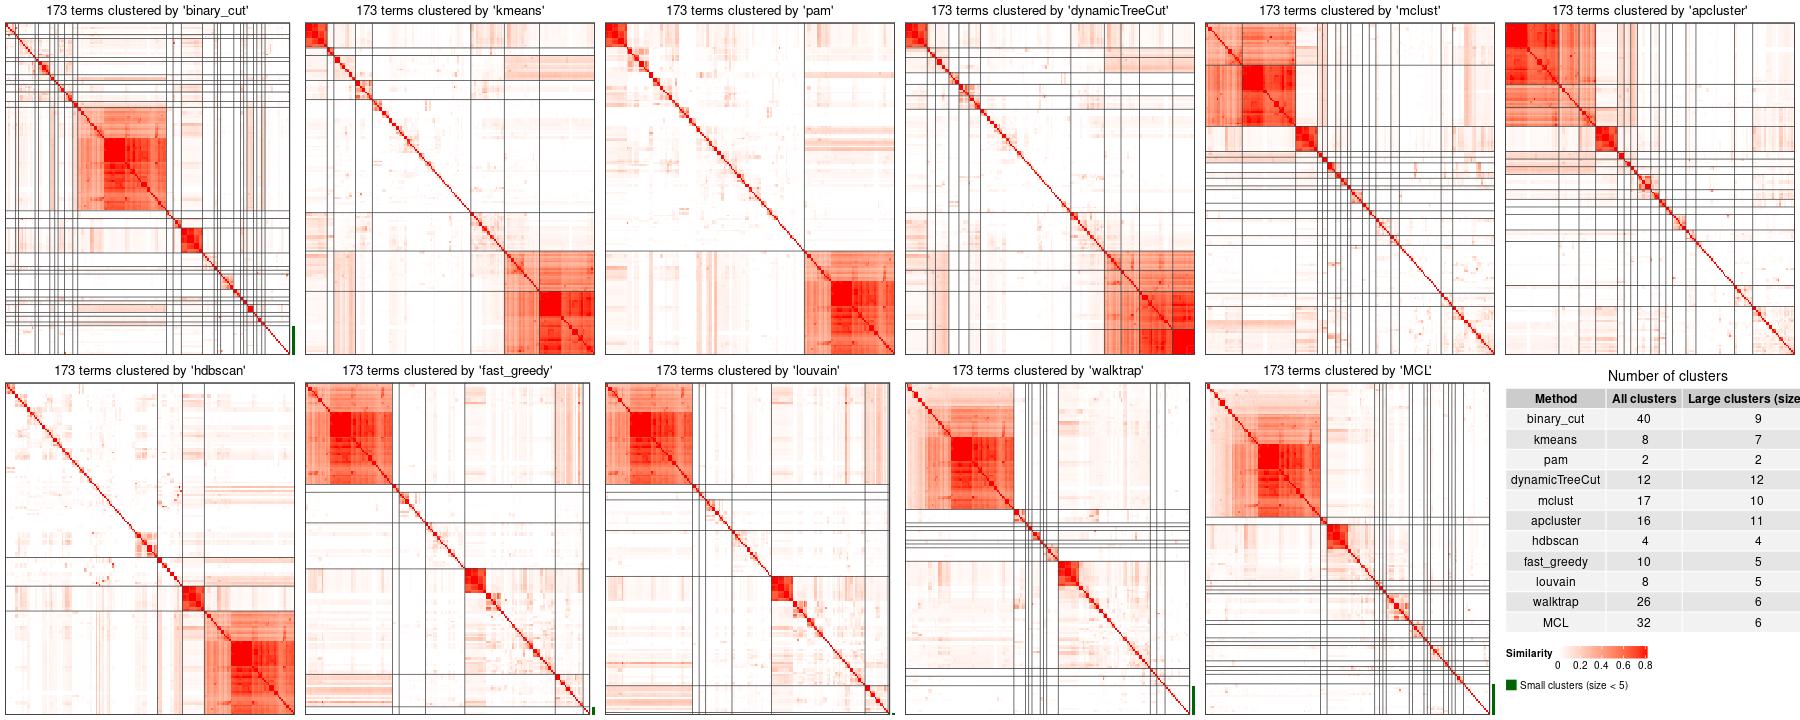 173 terms clustered by 'binary_cut'
173 terms clustered by 'kmeans'
173 terms clustered by 'pam'
173 terms clustered by 'dynamicTreeCut'
173 terms clustered by 'mclust'
173 terms clustered by 'apcluster'
173 terms clustered by 'hdbscan'
173 terms clustered by 'fast_greedy'
173 terms clustered by 'louvain'
173 terms clustered by 'walktrap'
173 terms clustered by 'MCL'
Number of clusters
Method All clusters Large clusters (size
binary_cut 40 9
kmeans 8 7
pam 2 2
dynamicTreeCut 12 12
mclust 17 10
apcluster 16 11
hdbscan 4 4
fast_greedy 10 5
louvain 8 5
walktrap 26 6
MCL 32 6
Similarity
0 0.2 0.4 0.6 0.8
Small clusters (size < 5)